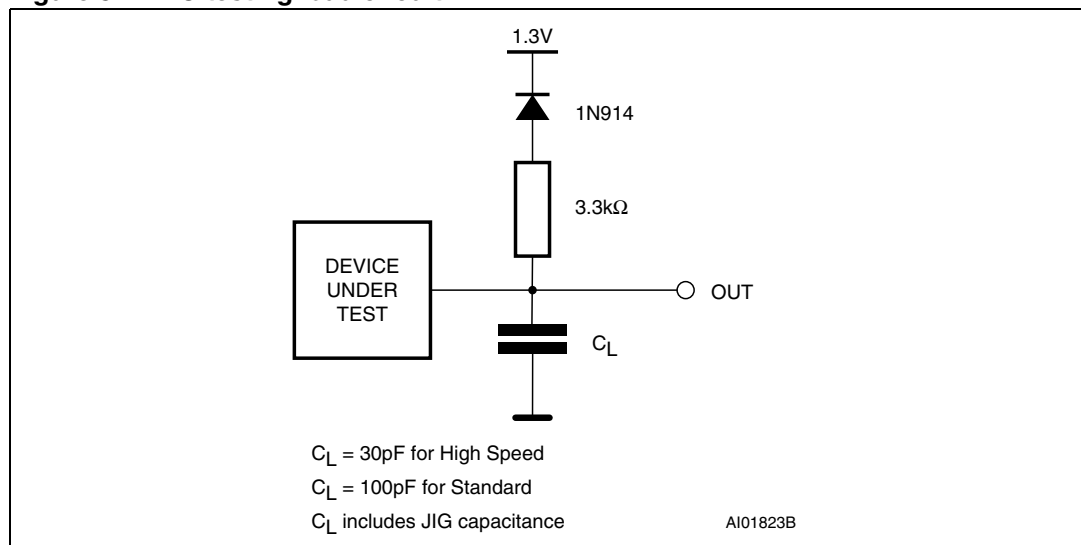 1.3V
1N914
3.3kΩ
DEVICE
UNDER
TEST
OUT
CL
CL = 30pF for High Speed
CL = 100pF for Standard
CL includes JIG capacitance
AI01823B